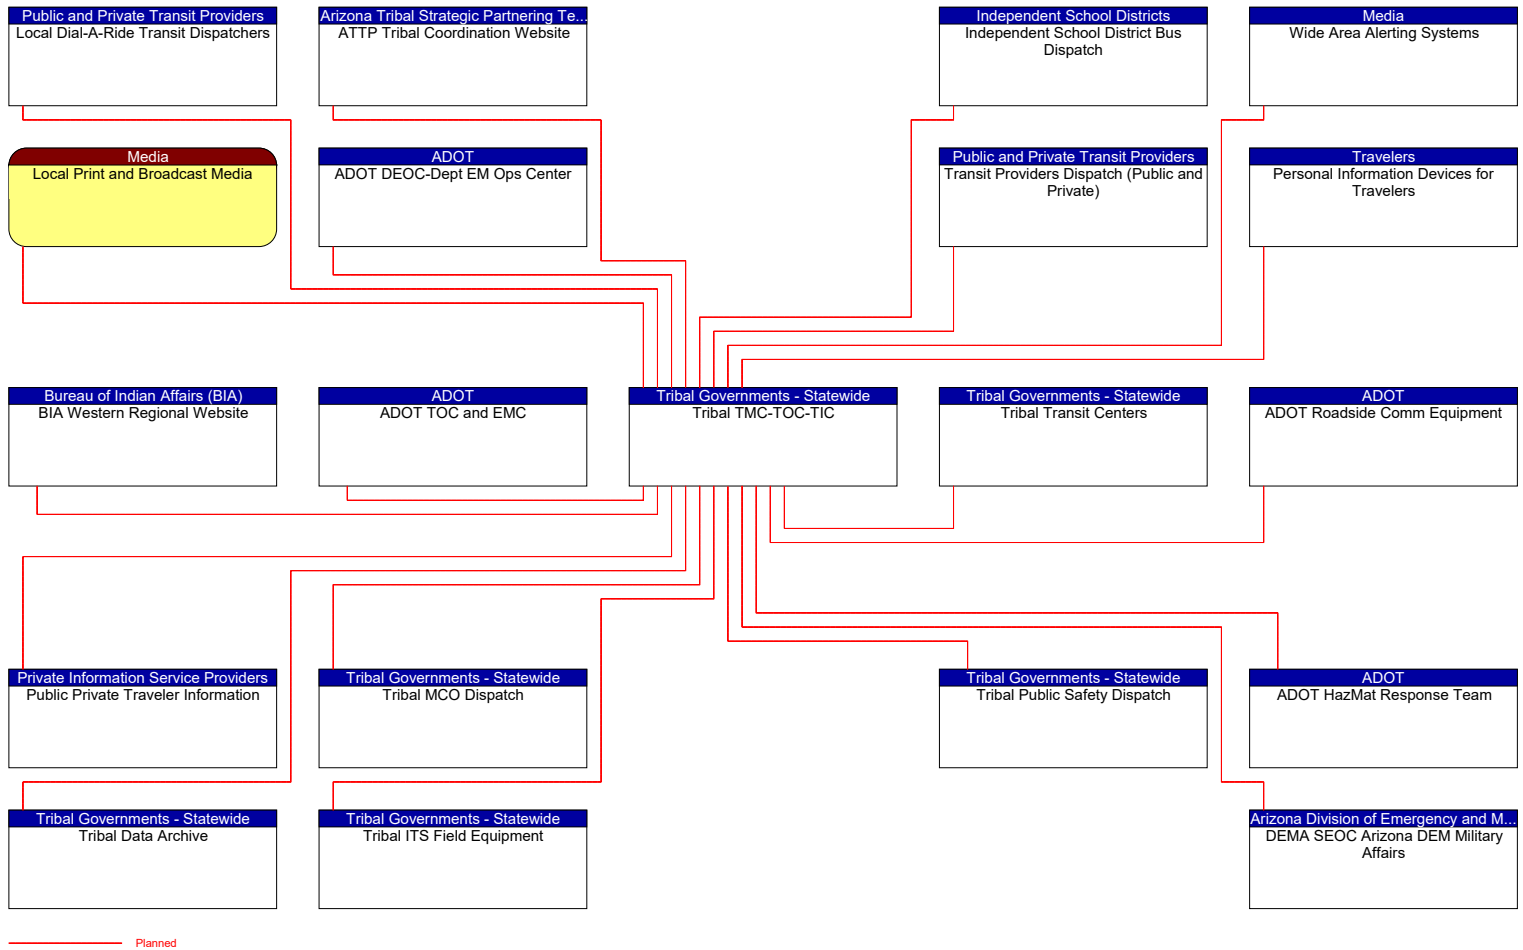 Public and Private Transit Providers
Local Dial-A-Ride Transit Dispatchers
Arizona Tribal Strategic Partnering Te...
ATTP Tribal Coordination Website
Independent School Districts
Independent School District Bus
Dispatch
Media
Wide Area Alerting Systems
Media
Local Print and Broadcast Media
ADOT
ADOT DEOC-Dept EM Ops Center
Public and Private Transit Providers
Transit Providers Dispatch (Public and
Private)
Travelers
Personal Information Devices for
Travelers
Bureau of Indian Affairs (BIA)
BIA Western Regional Website
ADOT
ADOT TOC and EMC
Tribal Governments - Statewide
Tribal TMC-TOC-TIC
Tribal Governments - Statewide
Tribal Transit Centers
ADOT
ADOT Roadside Comm Equipment
Private Information Service Providers
Public Private Traveler Information
Tribal Governments - Statewide
Tribal MCO Dispatch
Tribal Governments - Statewide
Tribal Public Safety Dispatch
ADOT
ADOT HazMat Response Team
Tribal Governments - Statewide
Tribal Data Archive
Tribal Governments - Statewide
Tribal ITS Field Equipment
Arizona Division of Emergency and M...
DEMA SEOC Arizona DEM Military
Affairs
Planned